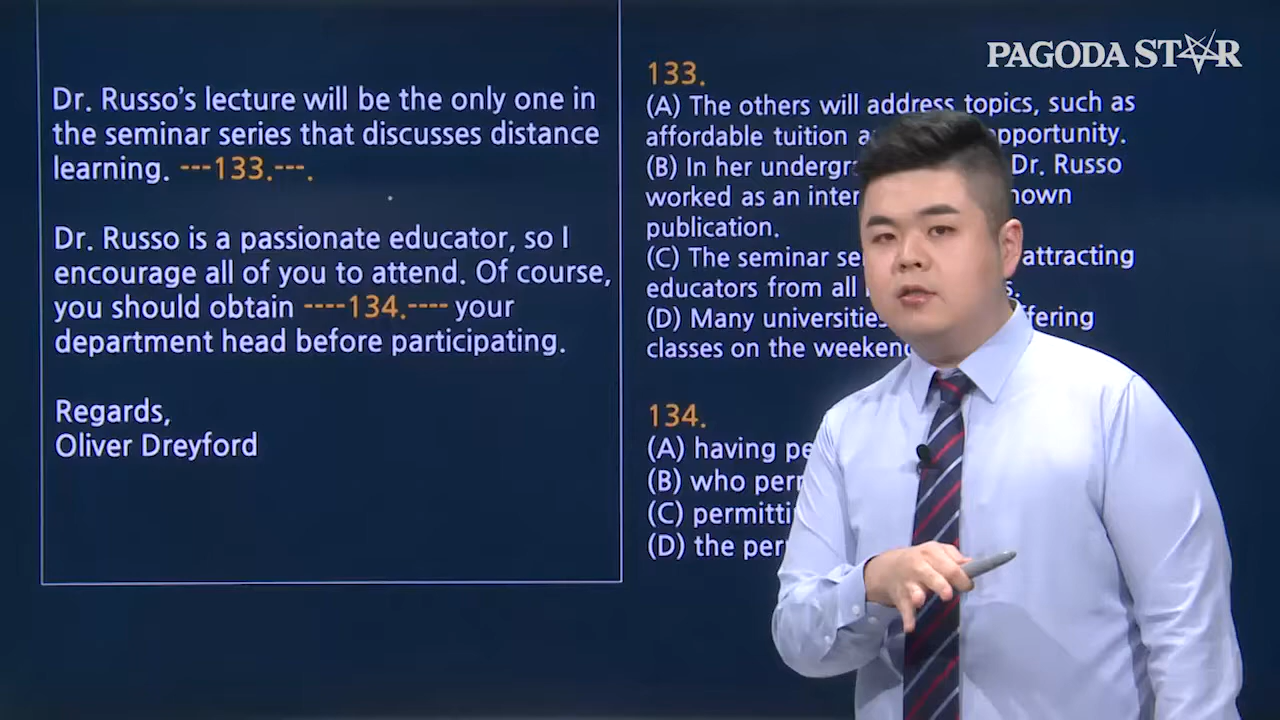 PAGODA STAR
Dr. Russo's lecture will be the only one in
the seminar series that discusses distance
learning. ---133.---.
Dr. Russo is a passionate educator, so I
encourage all of you to attend. Of course,
you should obtain ----134.---- your
department head before participating.
Regards,
Oliver Dreyford
133.
(A) The others will address topics, such as
affordable tuition opportunity.
(B) In her Dr. Russo
worked as an
publication.
(C) The seminar attracting
educators from all
(D) Many
classes on the
134.
(A) having
(B) who
(C)
(D) the